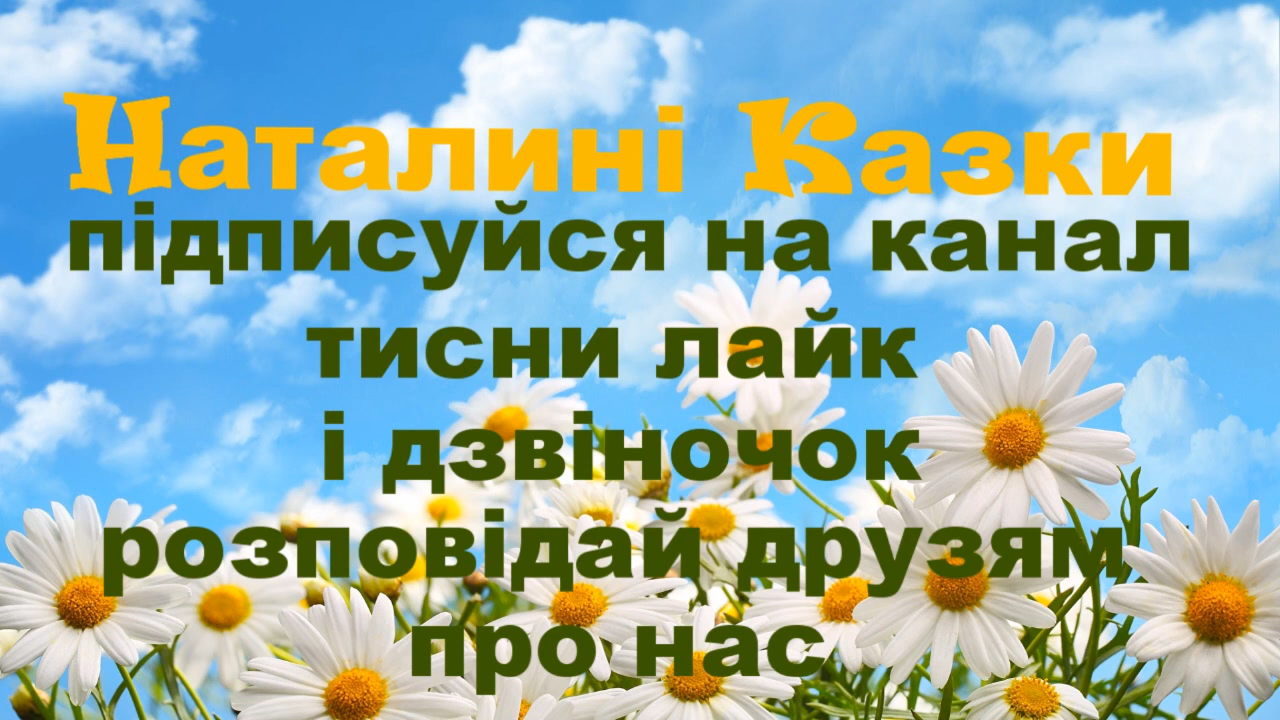 Наталині Казки
підписуйся на канал
тисни лайк
і дзвіночок
розповідай друзям
про нас